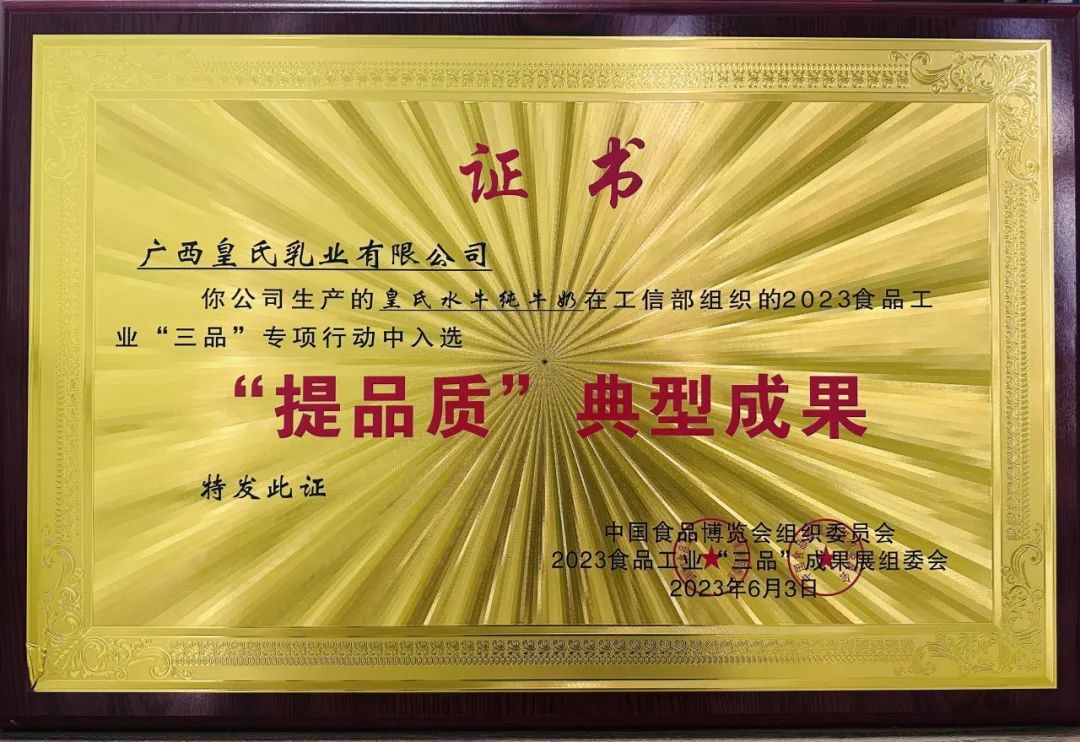 证书
广西皇氏乳业有限公司
你公司生产的皇氏水牛纯牛奶在工信部组织的2023食品工
业“三品”专项行动中入选
“提品质”典型成果
特发此证
中国食品博览会组织委员会
2023食品工业“三品”成果展组委会
2023年6月3日